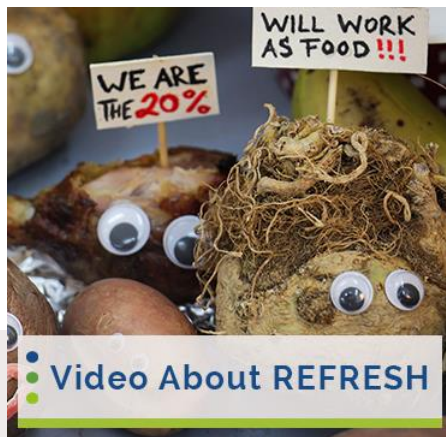 WILL WORK
AS FOOD!!!
WE ARE
THE 20%
Video About REFRESH